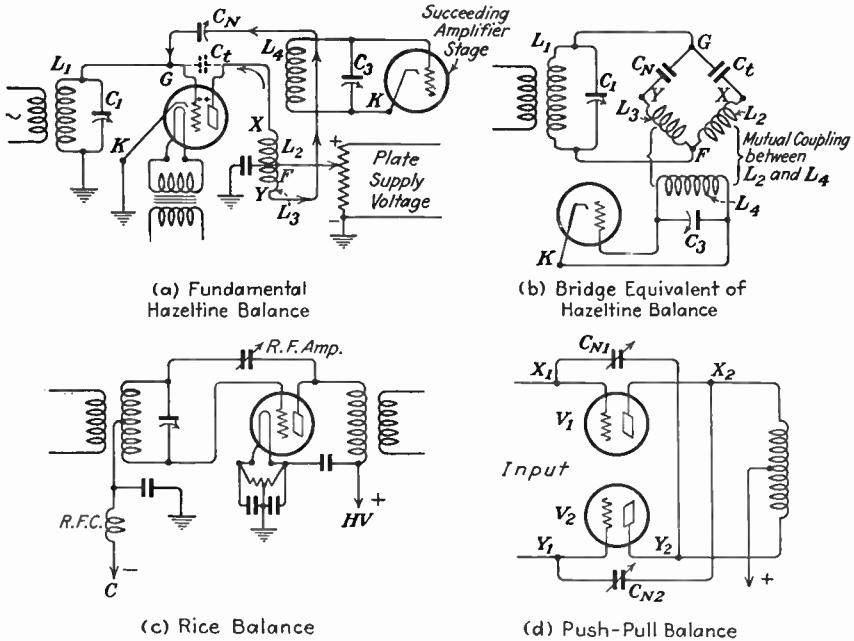 C_N
Succeeding
Amplifier
Stage
L_1
G
C_t
L_4
C_3
K
C_1
K
X
L_2
F
Y
L_3
+
Plate
Supply
Voltage
-
(a) Fundamental
Hazeltine Balance
L_1
C_1
G
C_N
C_t
Y
X
L_3
L_2
F
Mutual Coupling
between
L_2 and L_4
L_4
C_3
K
(b) Bridge Equivalent of
Hazeltine Balance
R.F. Amp.
R.F.C.
-
C
+
HV
(c) Rice Balance
C_N1
X_1
X_2
V_1
Input
V_2
Y_1
Y_2
C_N2
+
(d) Push-Pull Balance